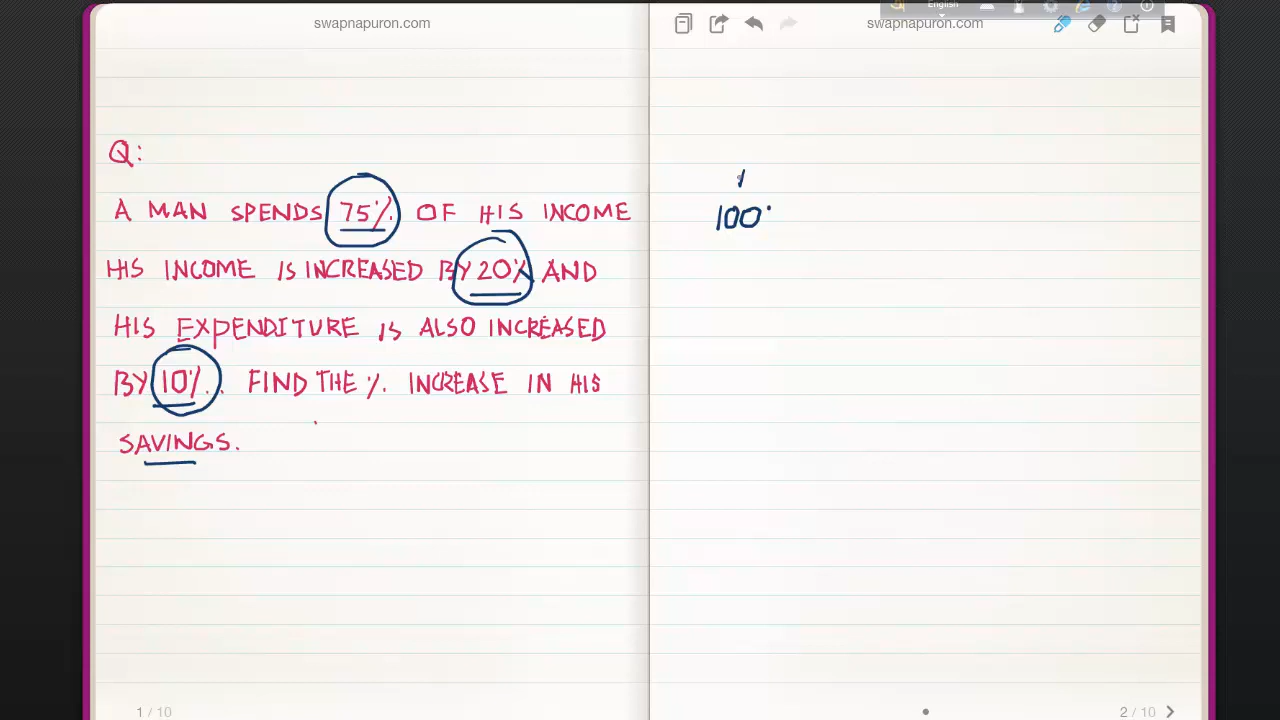 English
swapnapuron.com
swapnapuron.com
Q:
A MAN SPENDS 75% OF HIS INCOME
HIS INCOME IS INCREASED BY 20% AND
HIS EXPENDITURE IS ALSO INCREASED
BY 10%. FIND THE %. INCREASE IN HIS
SAVINGS.
100
1 / 10
2 / 10